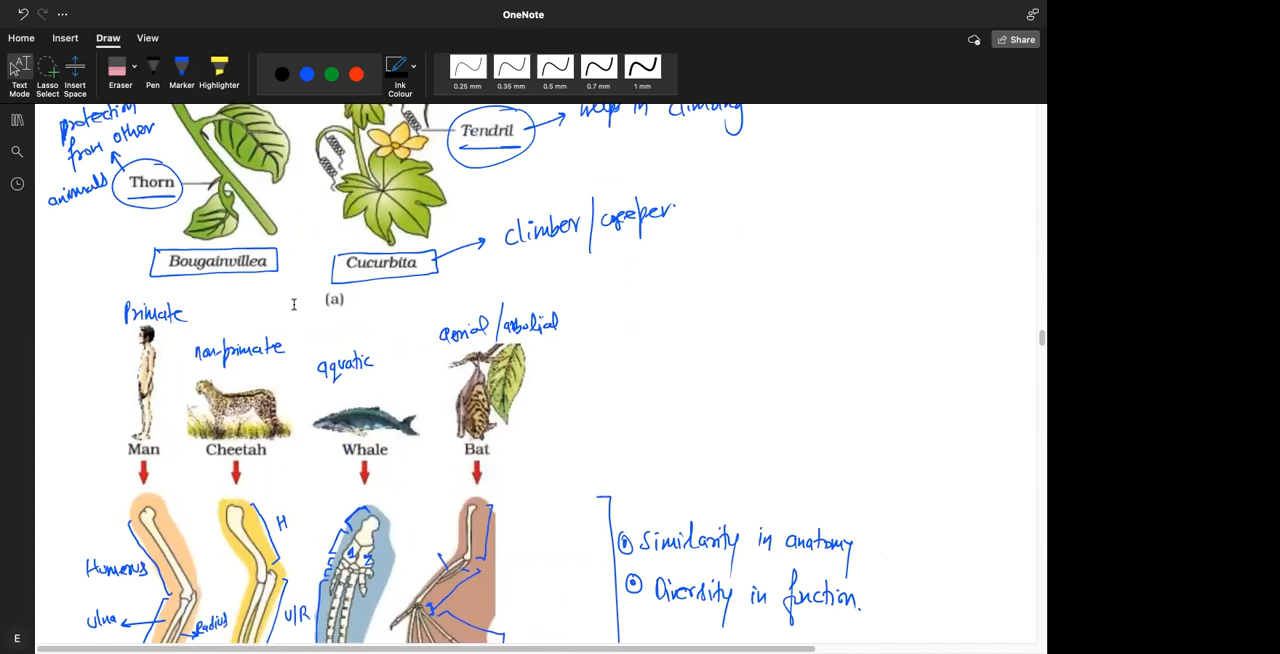 OneNote
Home Insert Draw View
Share
Text Mode
Lasso Select
Insert Space
Eraser
Pen
Marker
Highlighter
Ink Colour
0.25 mm
0.35 mm
0.5 mm
0.7 mm
1 mm
protection
from other
animals
Thorn
Tendril
helps in climbing
climber/creeper
Bougainvillea
Cucurbita
(a)
Primate
non-primate
aquatic
aerial/
Man
Cheetah
Whale
Bat
H
Humerus
Ulna
Radius
U/R
Similarity in anatomy
Diversity in function.
E